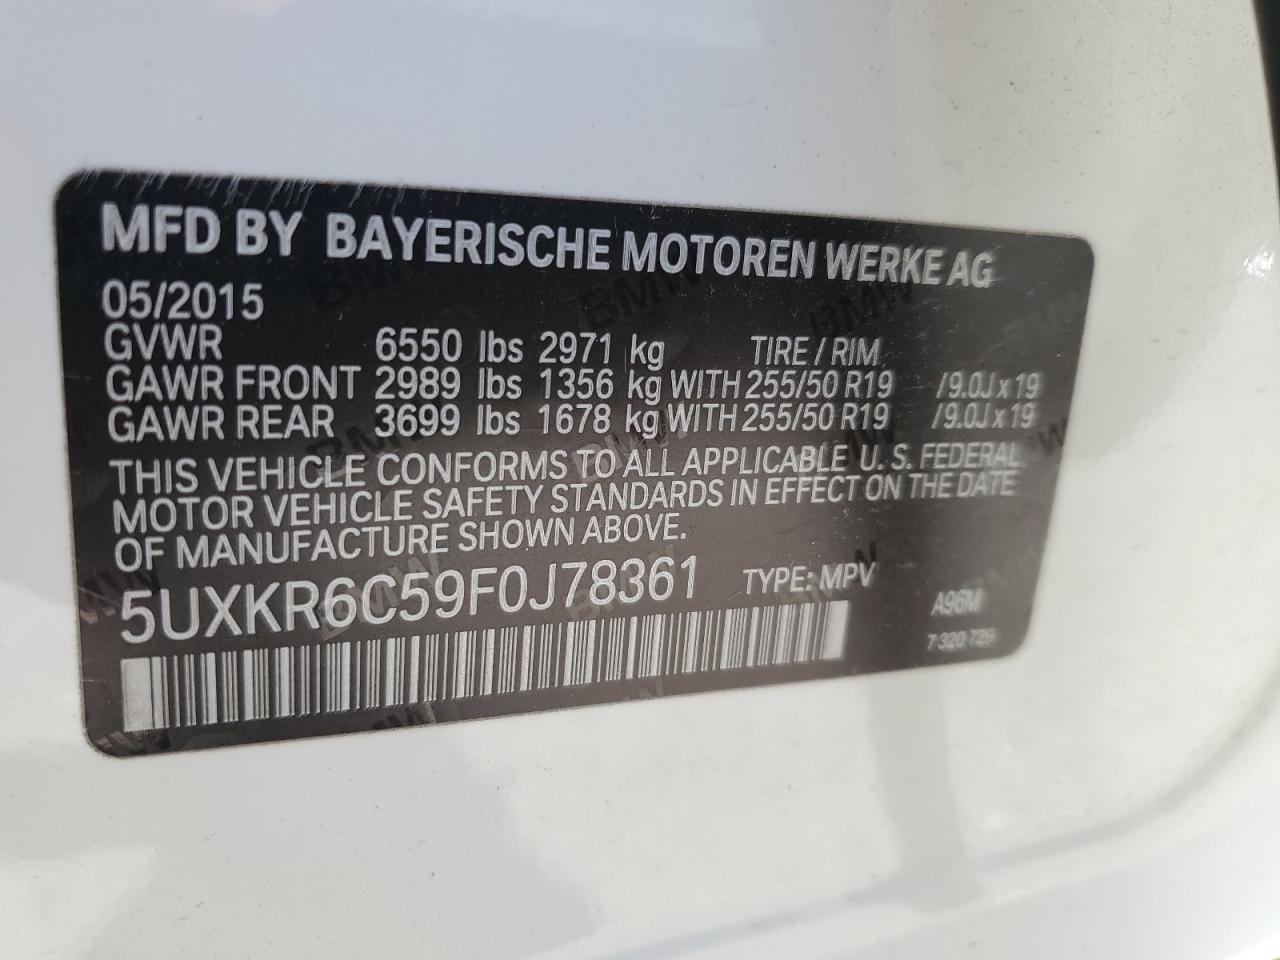 MFD BY BAYERISCHE MOTOREN WERKE AG
05/2015
GVWR 6550 lbs 2971 kg TIRE / RIM
GAWR FRONT 2989 lbs 1356 kg WITH 255/50 R19 /9.0J x 19
GAWR REAR 3699 lbs 1678 kg WITH 255/50 R19 /9.0J x 19
THIS VEHICLE CONFORMS TO ALL APPLICABLE U.S. FEDERAL
MOTOR VEHICLE SAFETY STANDARDS IN EFFECT ON THE DATE
OF MANUFACTURE SHOWN ABOVE.
5UXKR6C59F0J78361 TYPE: MPV
A96M
7 320 729